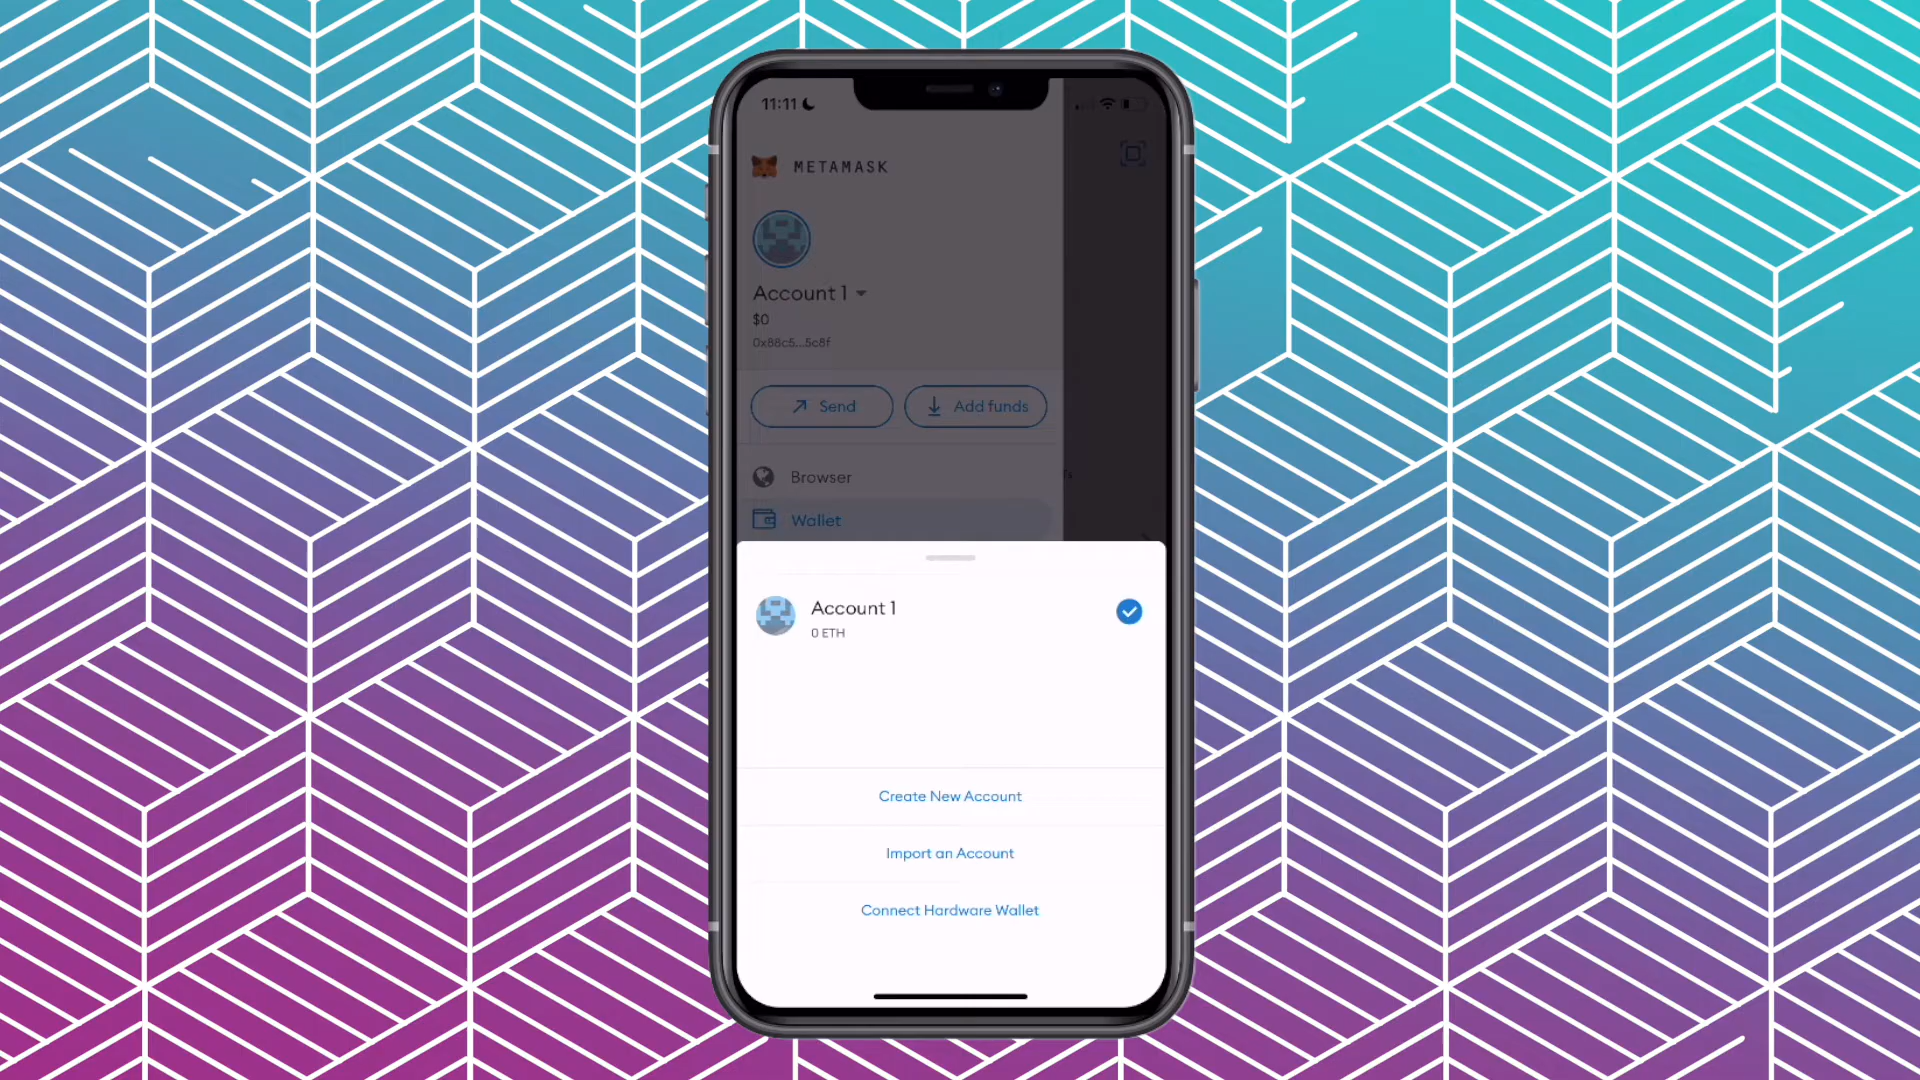 11:11
METAMASK
Account 1
$0
0x88c5...5c8f
Send
Add funds
Browser
Wallet
Account 1
0 ETH
Create New Account
Import an Account
Connect Hardware Wallet